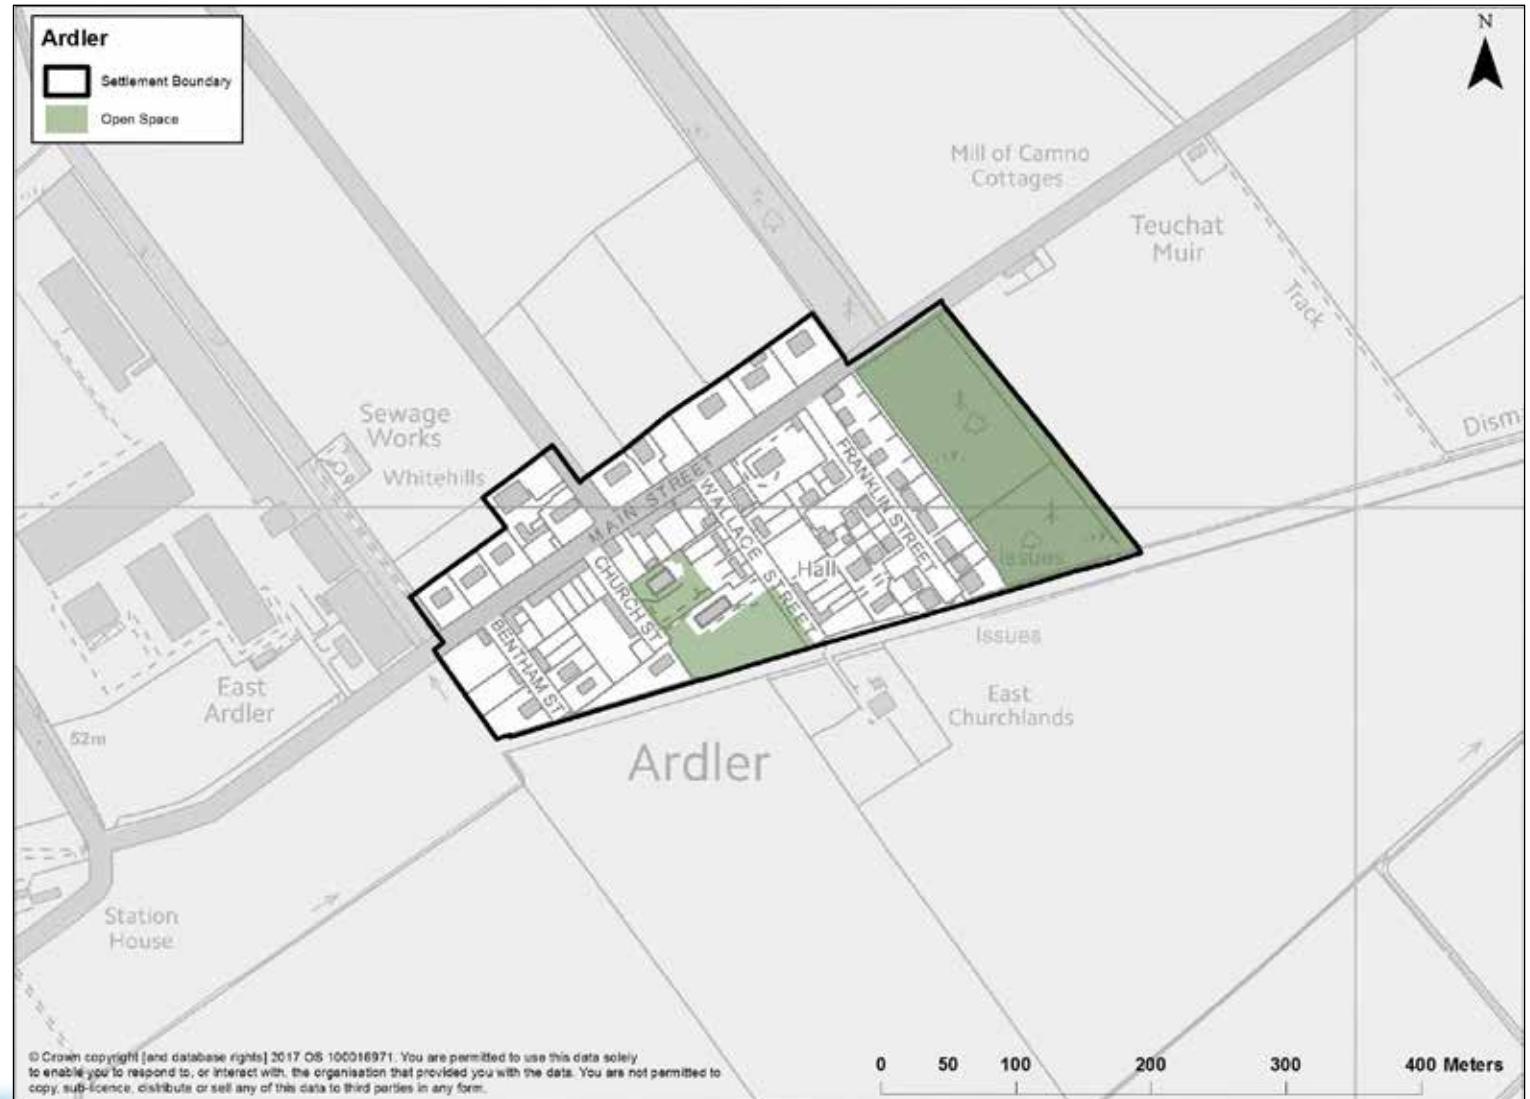 Ardler
Settlement Boundary
Open Space
N
Mill of Camno
Cottages
Teuchat
Muir
Track
Dism
Sewage
Works
Whitehills
MAIN STREET
WALLACE STREET
FRANKLIN STREET
Hall
CHURCH ST
BENTHAM ST
Issues
Issues
East
Ardler
52m
East
Churchlands
Ardler
Station
House
© Crown copyright [and database rights] 2017 OS 100016971. You are permitted to use this data solely
to enable you to respond to, or interact with, the organisation that provided you with the data. You are not permitted to
copy, sub-licence, distribute or sell any of this data to third parties in any form.
0 50 100 200 300 400 Meters